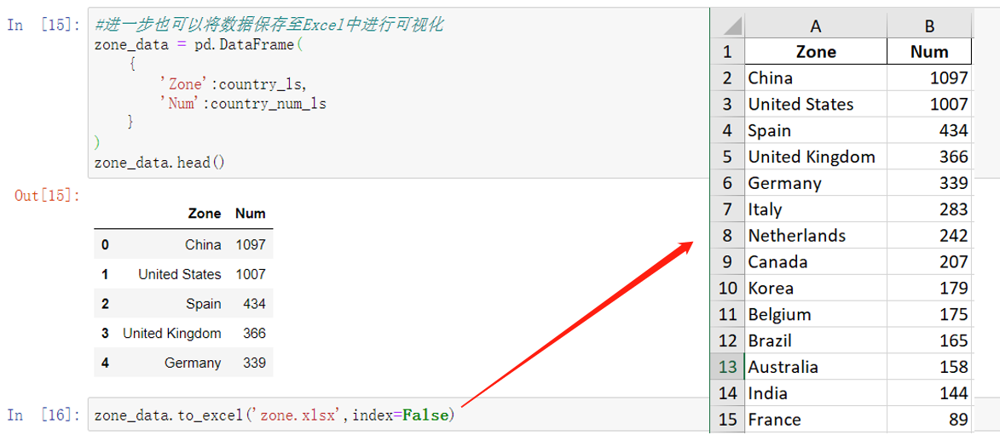 In [15]: #进一步也可以将数据保存至Excel中进行可视化
zone_data = pd.DataFrame(
{
'Zone':country_ls,
'Num':country_num_ls
}
)
zone_data.head()
Out[15]:
Zone Num
0 China 1097
1 United States 1007
2 Spain 434
3 United Kingdom 366
4 Germany 339
In [16]: zone_data.to_excel('zone.xlsx',index=False)
A B
1 Zone Num
2 China 1097
3 United States 1007
4 Spain 434
5 United Kingdom 366
6 Germany 339
7 Italy 283
8 Netherlands 242
9 Canada 207
10 Korea 179
11 Belgium 175
12 Brazil 165
13 Australia 158
14 India 144
15 France 89